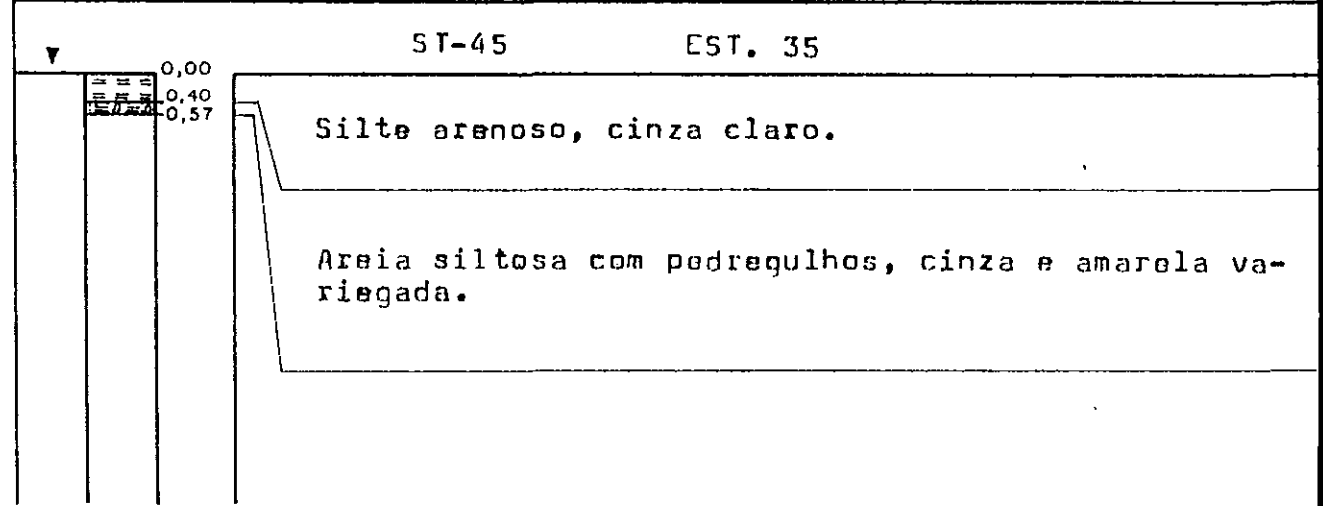 ST-45 EST. 35
0,00
0,40
0,57
Silte arenoso, cinza claro.
Areia siltosa com pedregulhos, cinza e amarela va-
riegada.